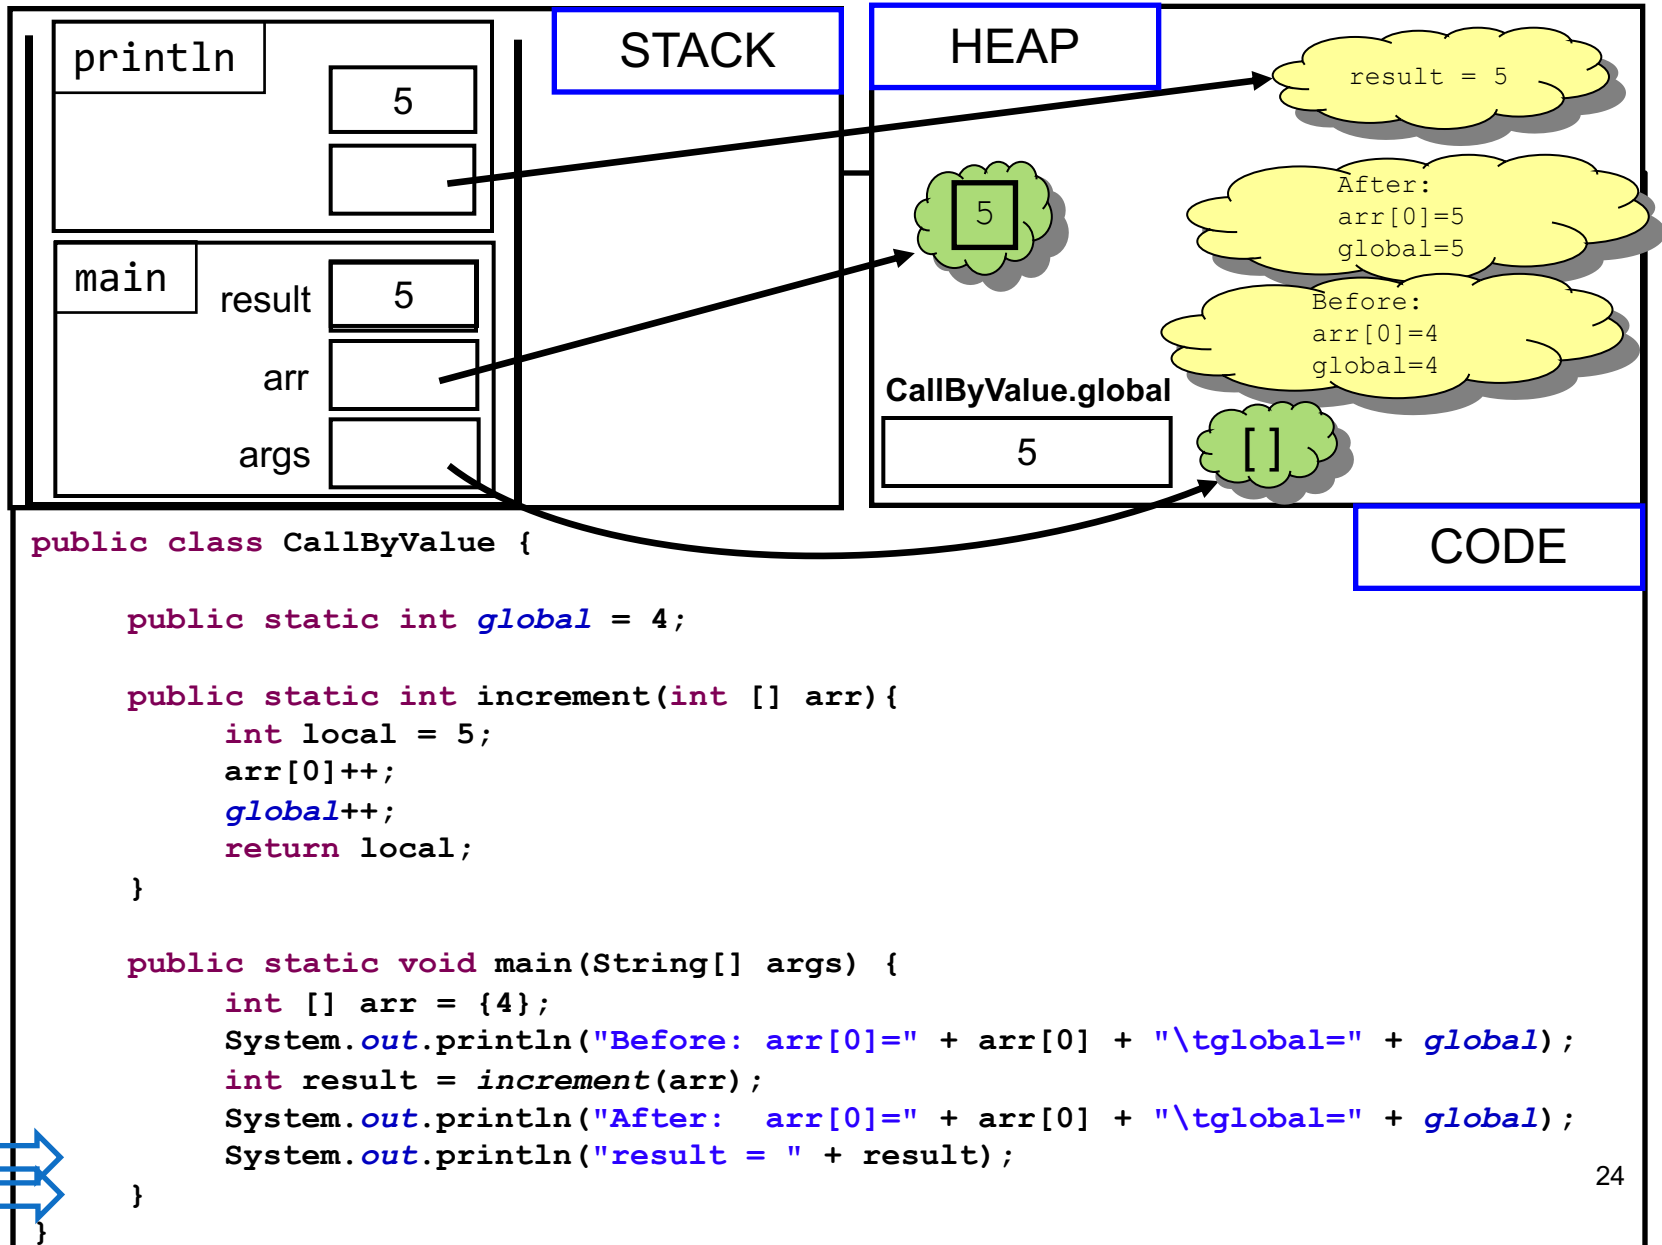 println
STACK
5
main
result
5
arr
args
HEAP
result = 5
5
After:
arr[0]=5
global=5
Before:
arr[0]=4
global=4
CallByValue.global
5
[]
CODE
public class CallByValue {
public static int global = 4;
public static int increment(int [] arr){
int local = 5;
arr[0]++;
global++;
return local;
}
public static void main(String[] args) {
int [] arr = {4};
System.out.println("Before: arr[0]=" + arr[0] + "\tglobal=" + global);
int result = increment(arr);
System.out.println("After:  arr[0]=" + arr[0] + "\tglobal=" + global);
System.out.println("result = " + result);
}
}
24